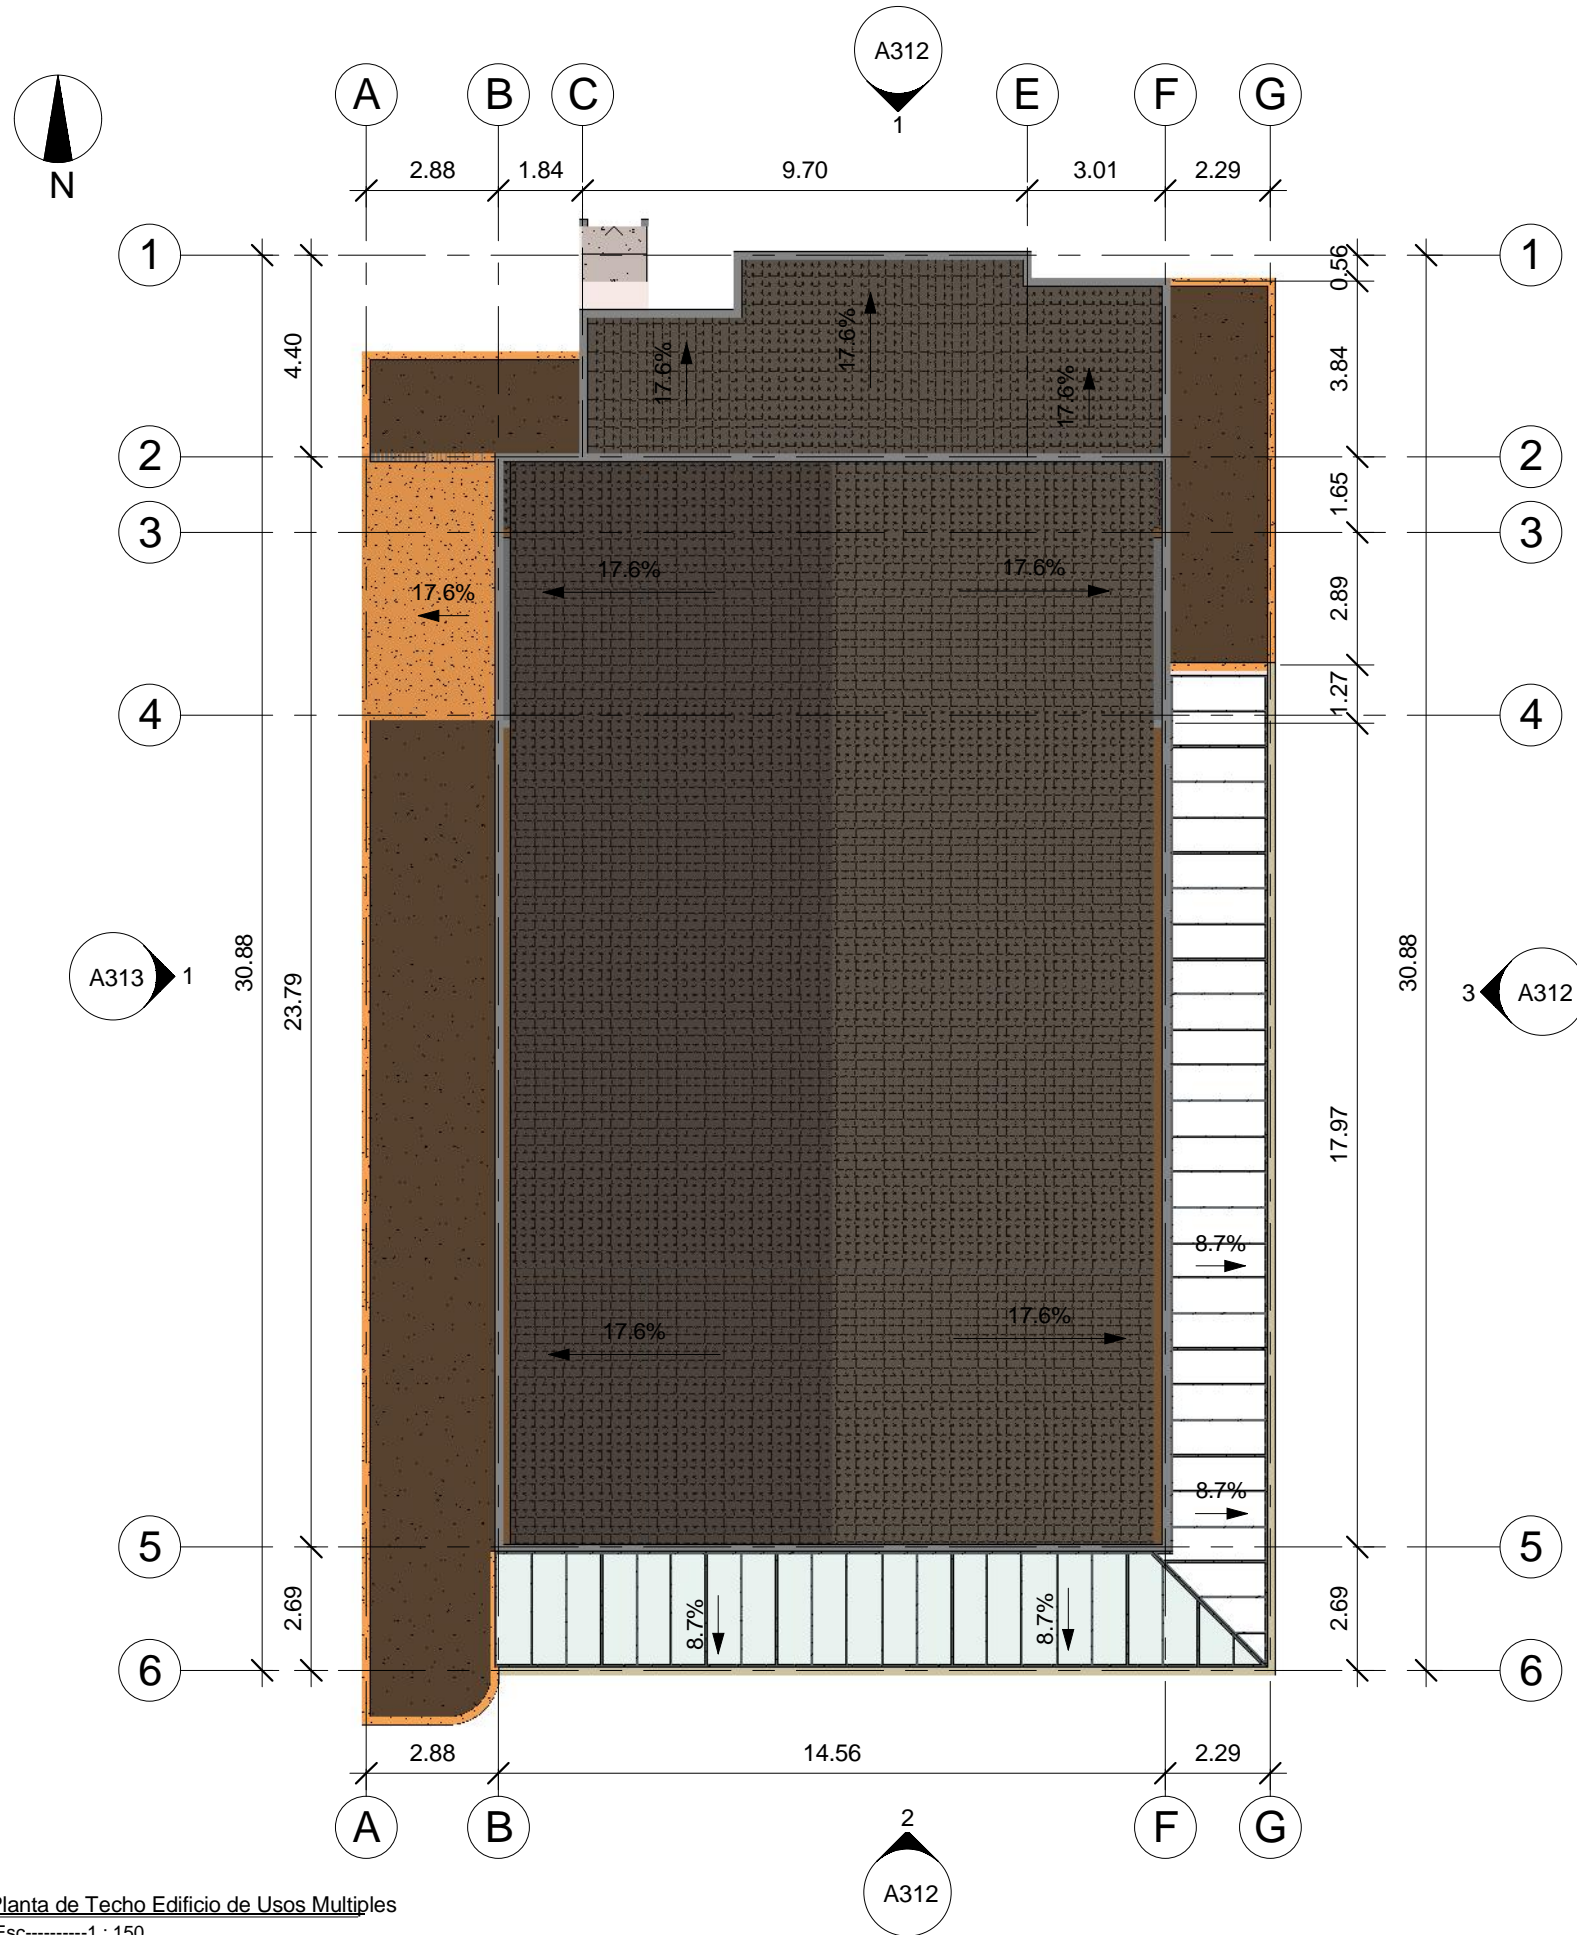 A312
1
A B C E F G
N
2.88 1.84 9.70 3.01 2.29
1 1
0.56
4.40
3.84
17.6%
17.6%
17.6%
2 2
1.65
3 3
17.6%
17.6%
17.6%
2.89
1.27
4 4
30.88
23.79
30.88
A313 1
3 A312
17.97
8.7%
17.6%
17.6%
8.7%
5 5
2.69
8.7%
8.7%
2.69
6 6
2.88 14.56 2.29
A B F G
2
A312
Planta de Techo Edificio de Usos Multiples
Esc----------1 : 150